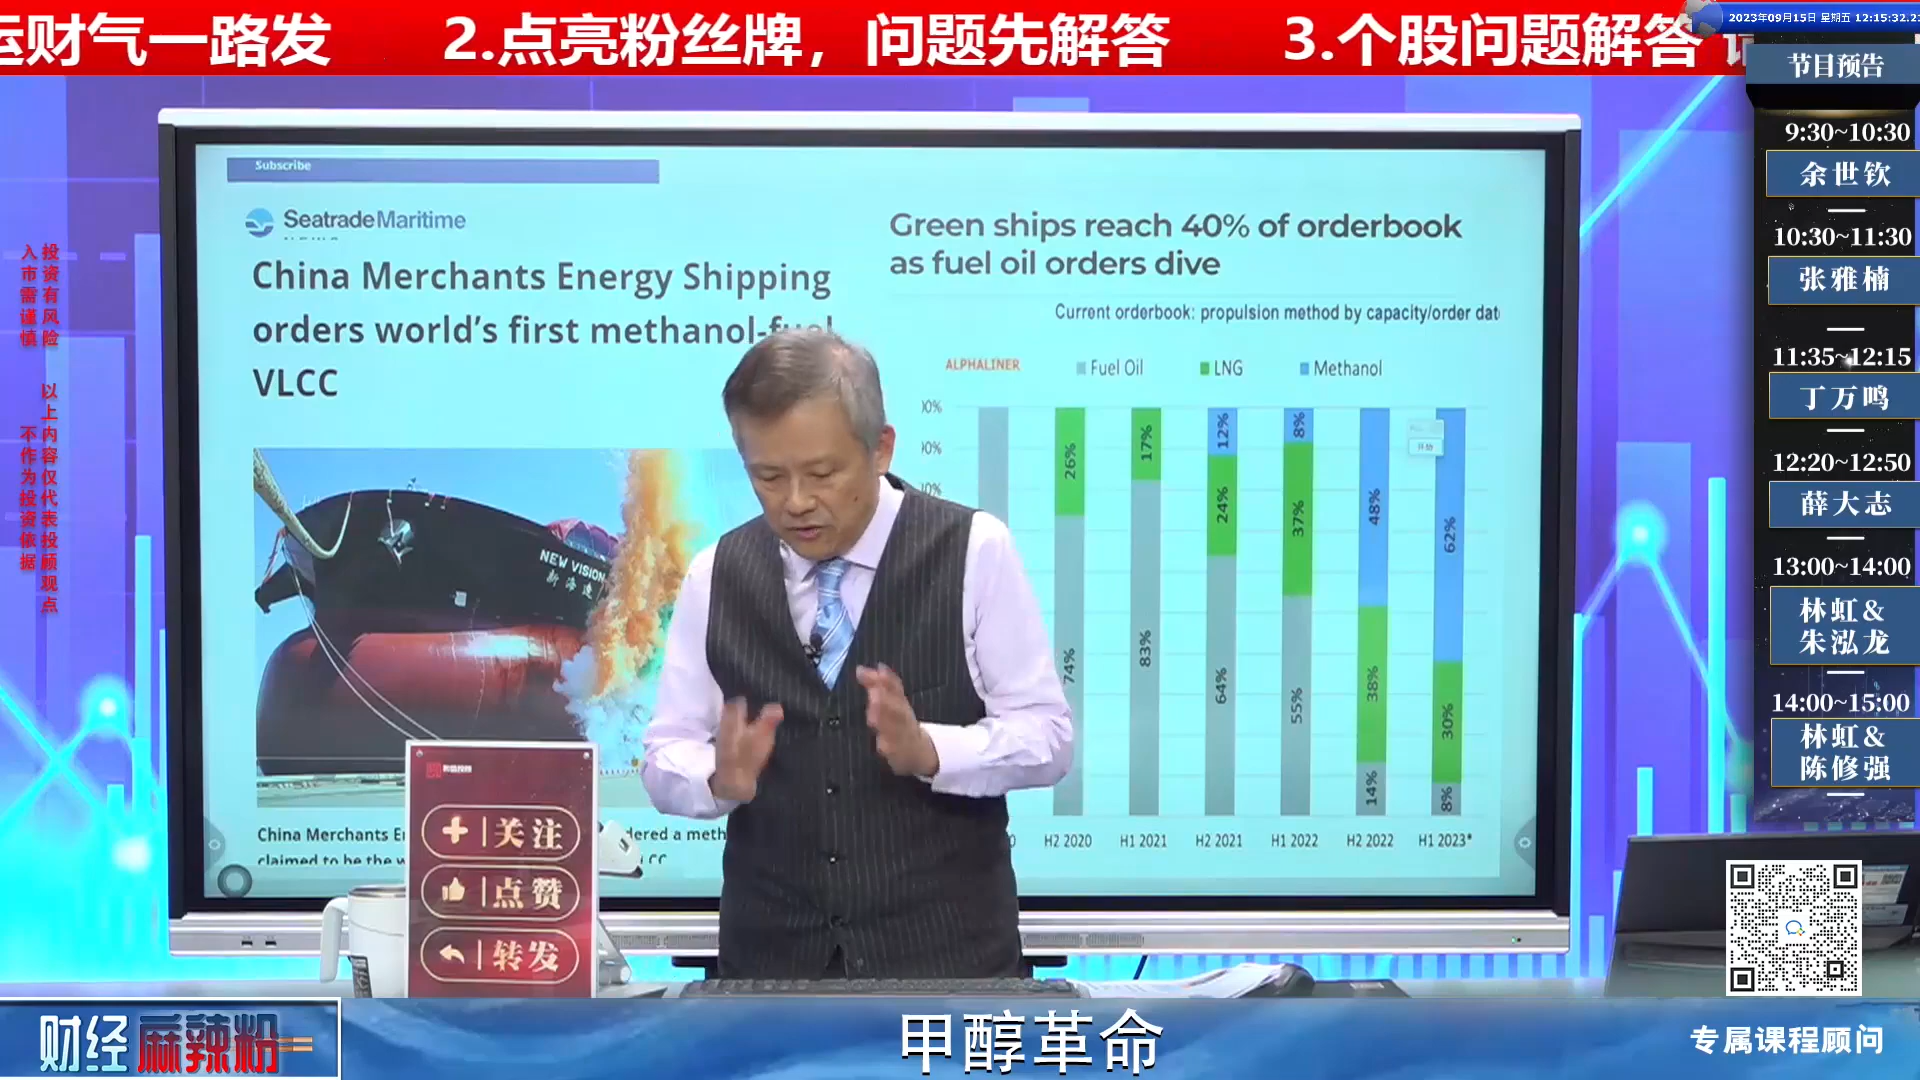 运财气一路发 2.点亮粉丝牌，问题先解答 3.个股问题解答
2023年09月15日 星期五 12:15:32.2
节目预告
9:30~10:30
余世钦
10:30~11:30
张雅楠
11:35~12:15
丁万鸣
12:20~12:50
薛大志
13:00~14:00
林虹&
朱泓龙
14:00~15:00
林虹&
陈修强
投资有风险
入市需谨慎
以上内容仅代表投顾观点
不作为投资依据
Subscribe
SeatradeMaritime
China Merchants Energy Shipping
orders world's first methanol-fuel
VLCC
NEW VISION
新海辽
China Merchants E
dered a meth
claimed to be the w
Green ships reach 40% of orderbook
as fuel oil orders dive
Current orderbook: propulsion method by capacity/order dat
ALPHALINER
Fuel Oil LNG Methanol
26% 17% 12% 8% 48% 62%
24% 37% 38% 30%
74% 83% 64% 55% 14% 8%
H2 2020 H1 2021 H2 2021 H1 2022 H2 2022 H1 2023*
关注
点赞
转发
财经麻辣粉
甲醇革命
专属课程顾问